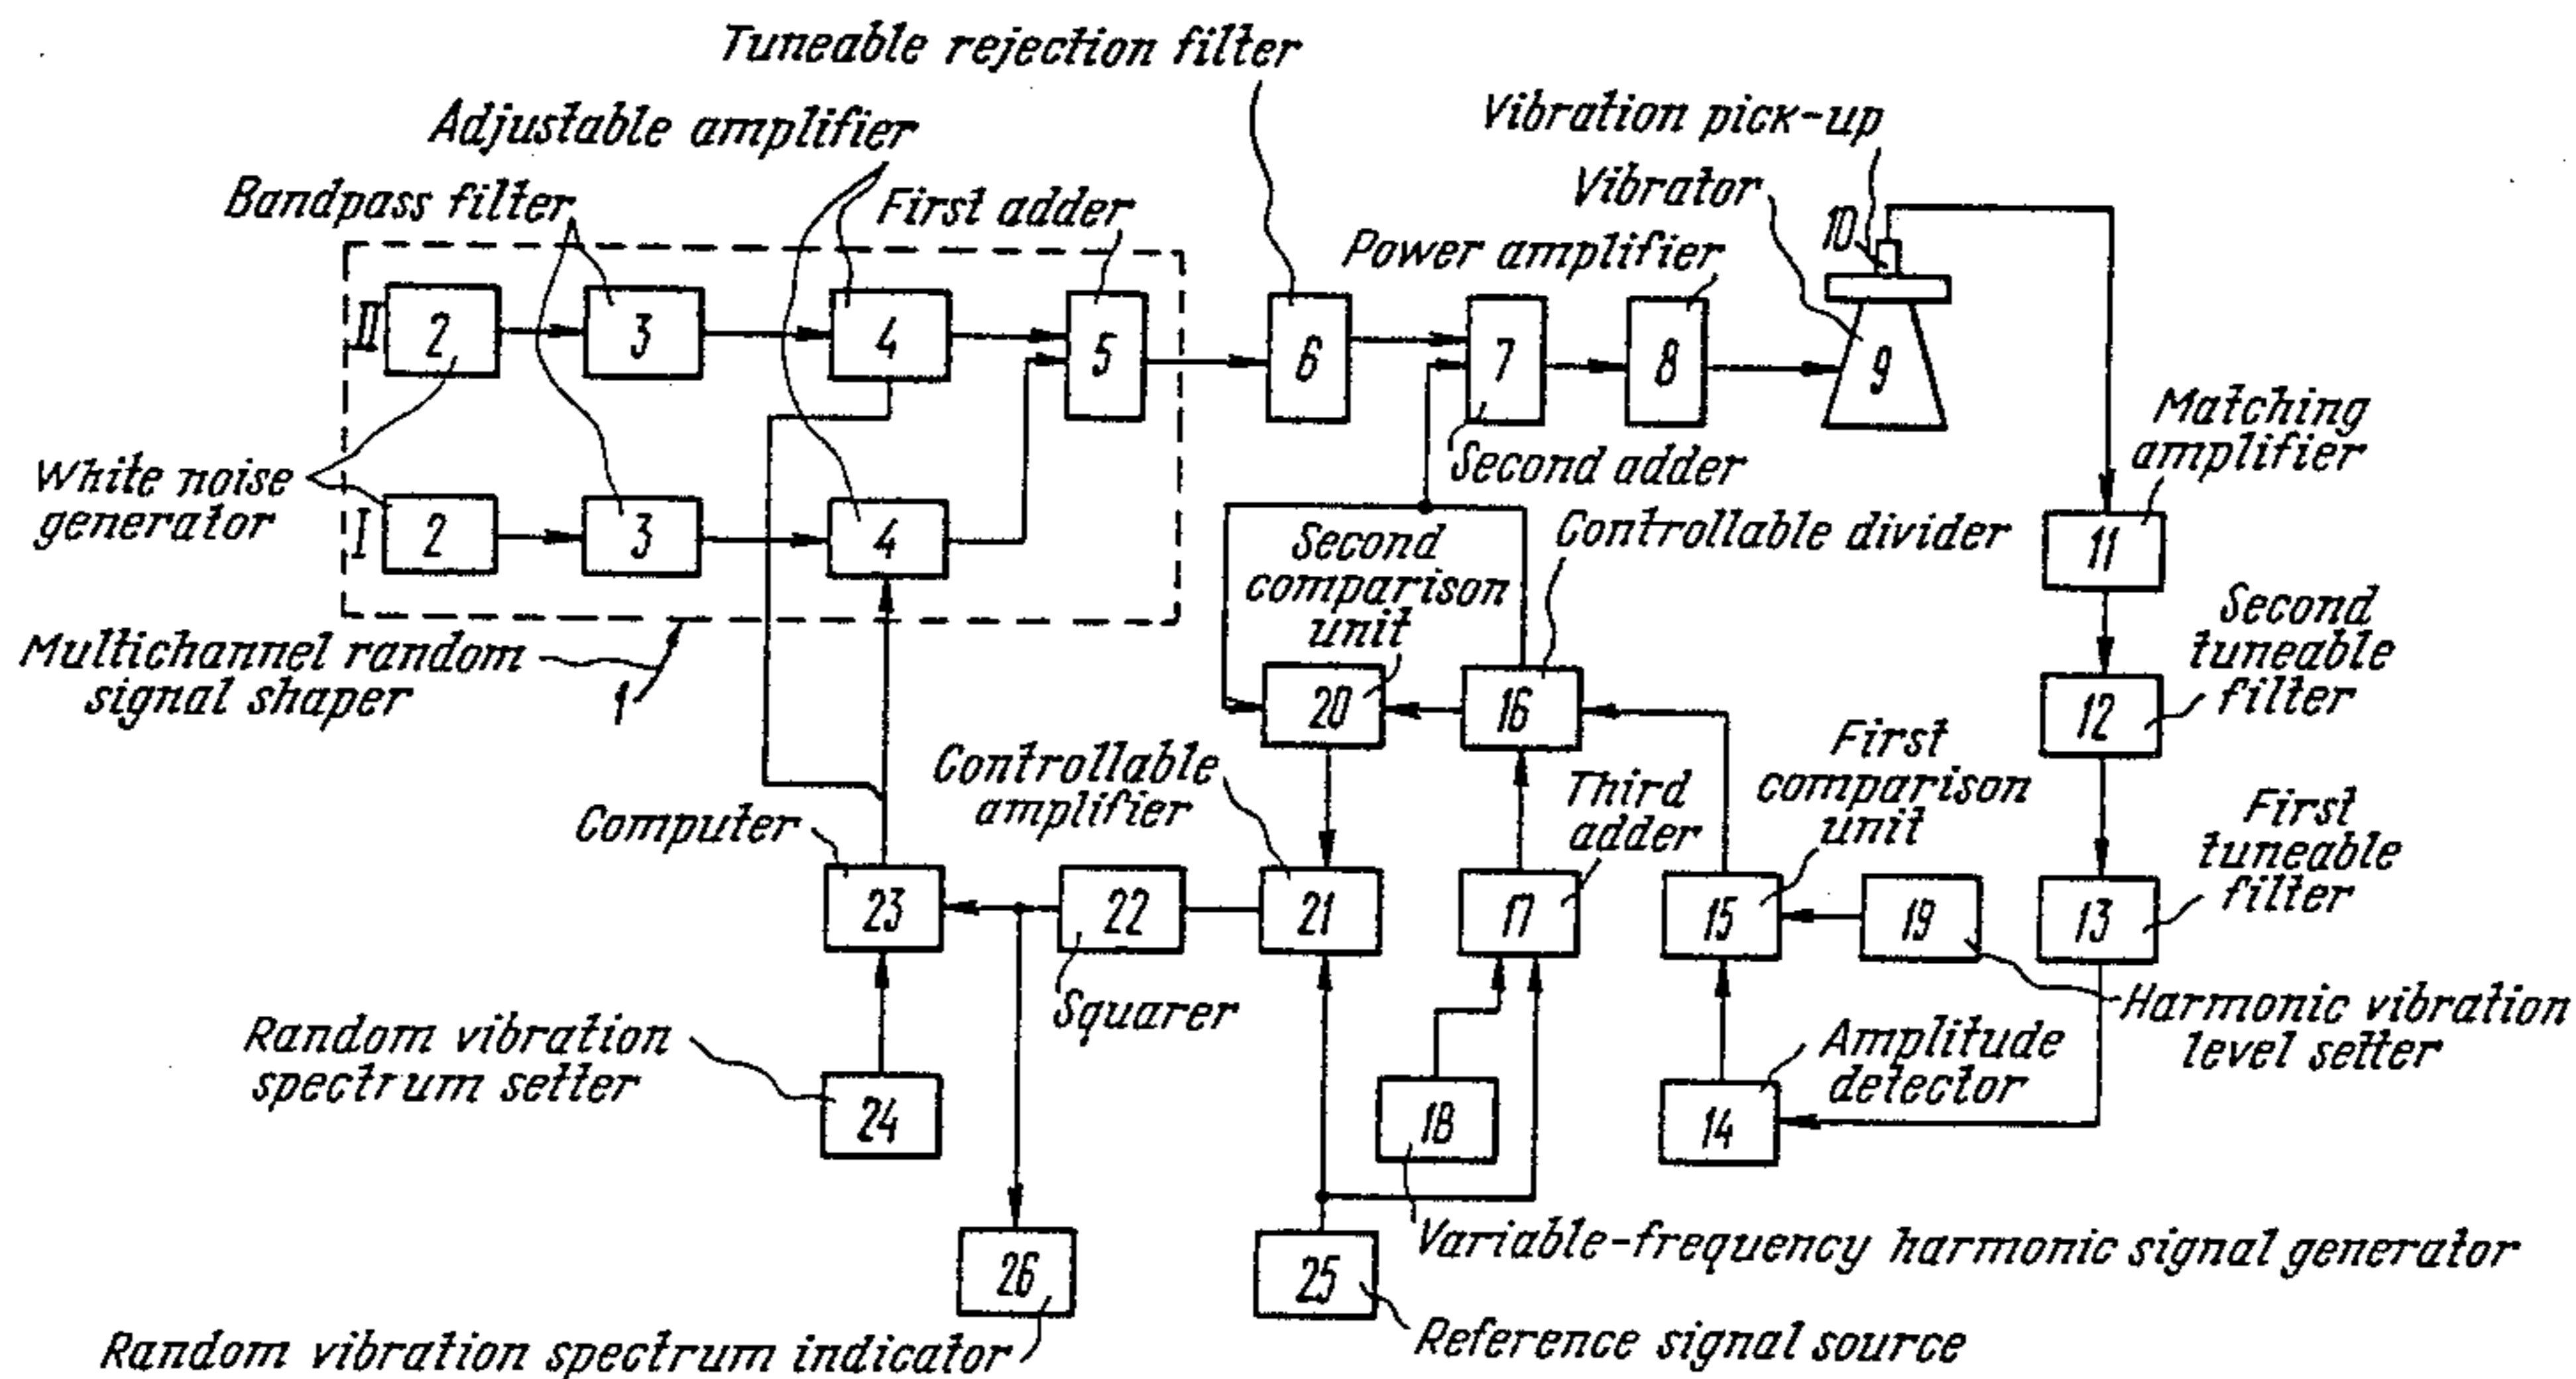 Tuneable rejection filter
Adjustable amplifier
Vibration pick-up
Vibrator
Bandpass filter
First adder
10
Power amplifier
II
2
3
4
5
6
7
8
9
Matching
amplifier
White noise
generator
Second adder
I
2
3
4
Second
comparison
unit
Controllable divider
11
Second
tuneable
filter
Multichannel random
signal shaper
1
20
16
12
Controllable
amplifier
Third
adder
First
comparison
unit
First
tuneable
filter
Computer
23
22
21
17
15
19
13
Squarer
Harmonic vibration
level setter
Random vibration
spectrum setter
Amplitude
detector
24
18
14
26
25
Variable-frequency harmonic signal generator
Random vibration spectrum indicator
Reference signal source